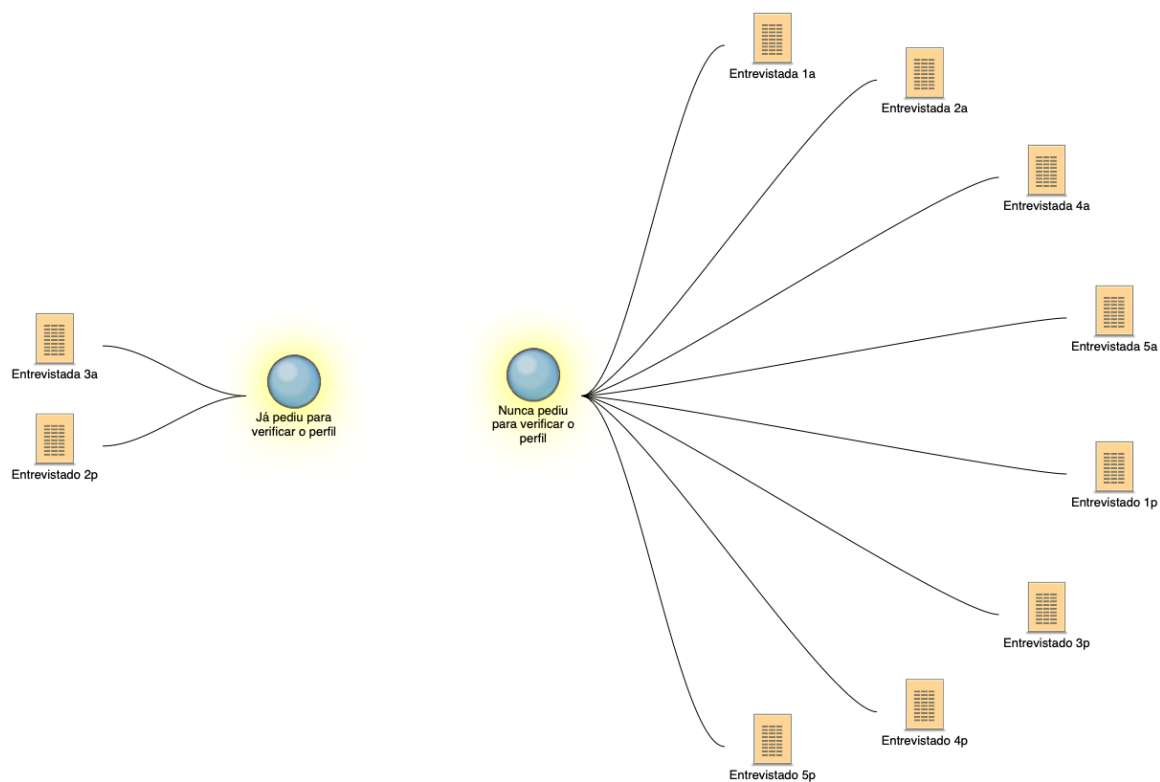 Entrevistada 1a
Entrevistada 2a
Entrevistada 4a
Entrevistada 5a
Entrevistada 3a
Já pediu para
verificar o perfil
Nunca pediu
para verificar o
perfil
Entrevistado 2p
Entrevistado 1p
Entrevistado 3p
Entrevistado 4p
Entrevistado 5p